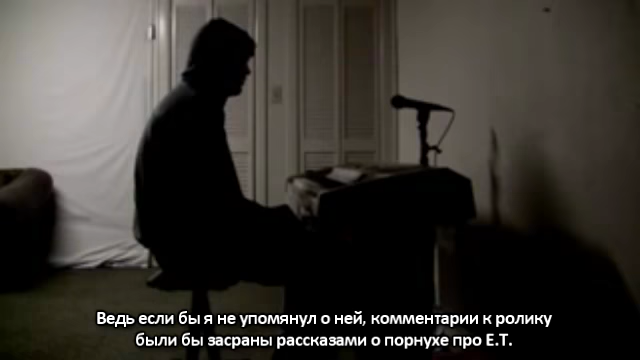 Ведь если бы я не упомянул о ней, комментарии к ролику
были бы засраны рассказами о порнухе про E.T.